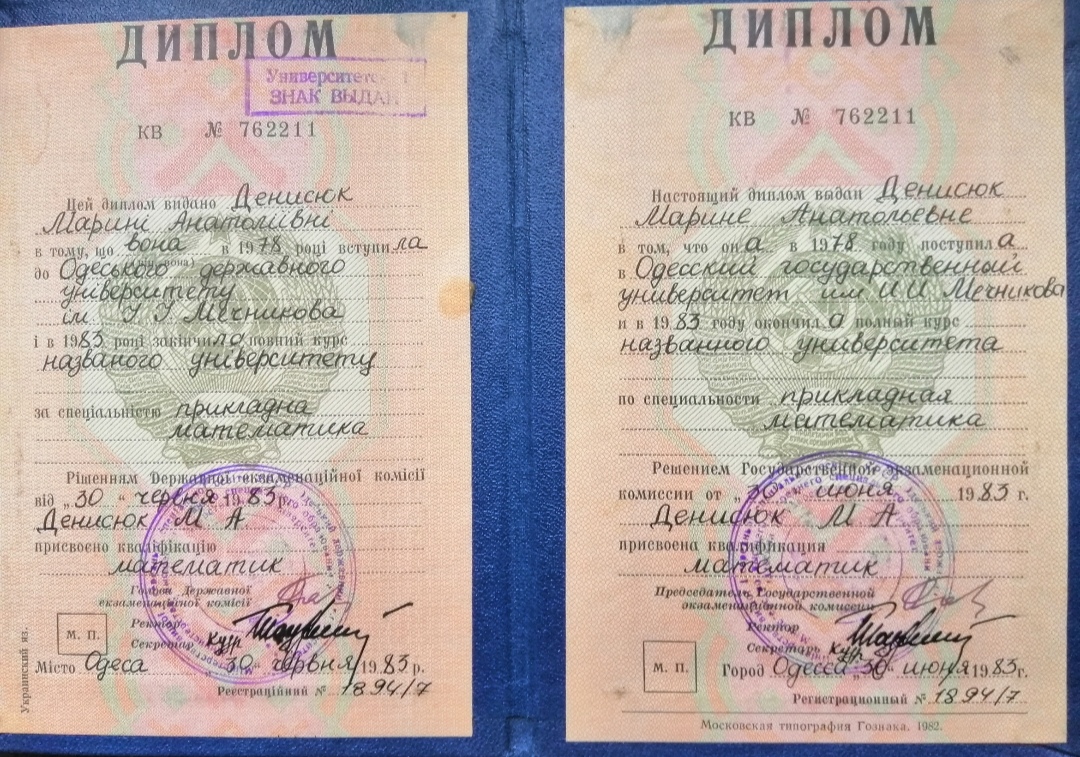 ДИПЛОМ
Университетс
ЗНАК ВЫДАН
КВ № 762211
Цей диплом видано Денисюк
Марині Анатоліївні
в тому, що вона в 1978 році вступила
до Одеського державного
університету
ім І І Мечникова
і в 1983 році закінчила повний курс
названого університету
за спеціальністю прикладна
математика
Рішенням Державної екзаменаційної комісії
від „30“ червня 1983 р.
Денисюк М А
присвоєно кваліфікацію
математик
Голова Державної
екзаменаційної комісії
Ректор
Секретар
М. П.
Місто Одеса „30“ червня 1983 р.
Реєстраційний № 1894/7
Украинский яз.
ДИПЛОМ
КВ № 762211
Настоящий диплом выдан Денисюк
Марине Анатольевне
в том, что она в 1978 году поступила
в Одесский государственный
университет им И И Мечникова
и в 1983 году окончила полный курс
названного университета
по специальности прикладная
математика
Решением Государственной экзаменационной
комиссии от „30“ июня 1983 г.
Денисюк М А
присвоена квалификация
математик
Председатель Государственной
экзаменационной комиссии
Ректор
Секретарь
М. П.
Город Одесса „30“ июня 1983 г.
Регистрационный № 1894/7
Московская типография Гознака. 1982.